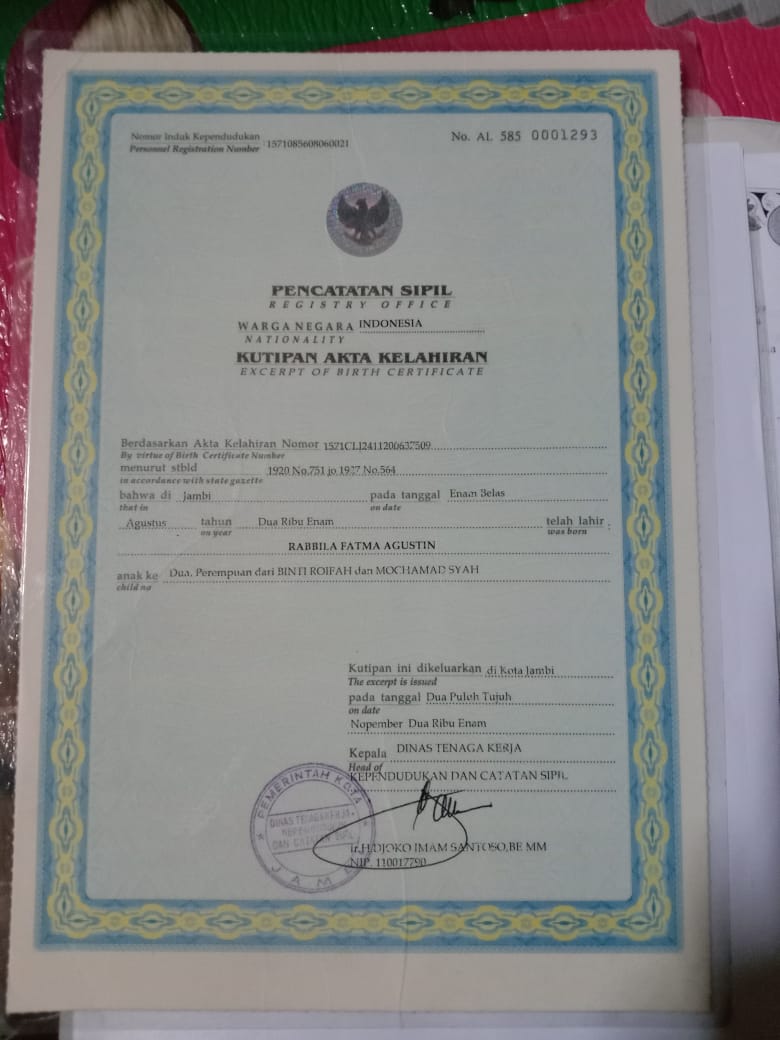 Nomor Induk Kependudukan
Personnel Registration Number : 1571085608060021
No. AL 585 0001293
PENCATATAN SIPIL
REGISTRY OFFICE
WARGA NEGARA INDONESIA
NATIONALITY
KUTIPAN AKTA KELAHIRAN
EXCERPT OF BIRTH CERTIFICATE
Berdasarkan Akta Kelahiran Nomor 1571CLI2411200637509
By virtue of Birth Certificate Number
menurut stbld 1920 No.751 jo 1927 No.564
in accordance with state gazette
bahwa di Jambi pada tanggal Enam Belas
that in on date
Agustus tahun Dua Ribu Enam telah lahir :
on year was born
RABBILA FATMA AGUSTIN
anak ke Dua, Perempuan dari BINTI ROIFAH dan MOCHAMAD SYAH
child no
Kutipan ini dikeluarkan di Kota Jambi
The excerpt is issued
pada tanggal Dua Puluh Tujuh
on date
Nopember Dua Ribu Enam
Kepala DINAS TENAGA KERJA
Head of
KEPENDUDUKAN DAN CATATAN SIPIL
PEMERINTAH KOTA
DINAS TENAGA KERJA
KEPENDUDUKAN
DAN CATATAN SIPIL
Ir.H.DJOKO IMAM SANTOSO,BE MM
NIP. 110017790